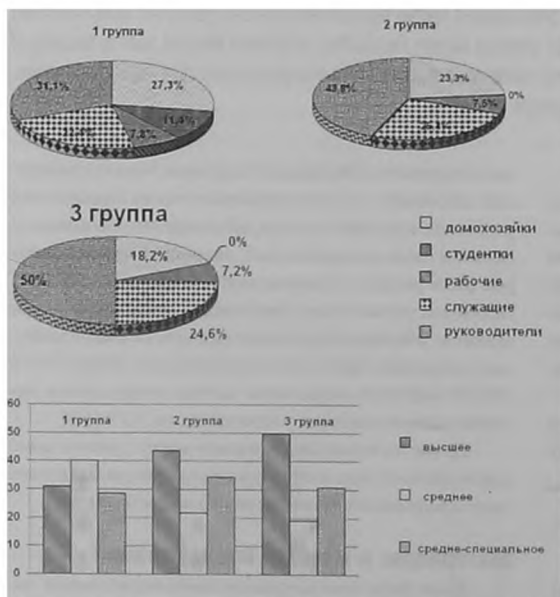 1 группа
31,1%
27,3%
11,4%
7,8%
2 группа
43,8%
23,3%
0%
7,5%
3 группа
50%
18,2%
0%
7,2%
24,6%
домохозяйки
студентки
рабочие
служащие
руководители
60
50
40
30
20
10
0
1 группа
2 группа
3 группа
высшее
среднее
средне-специальное